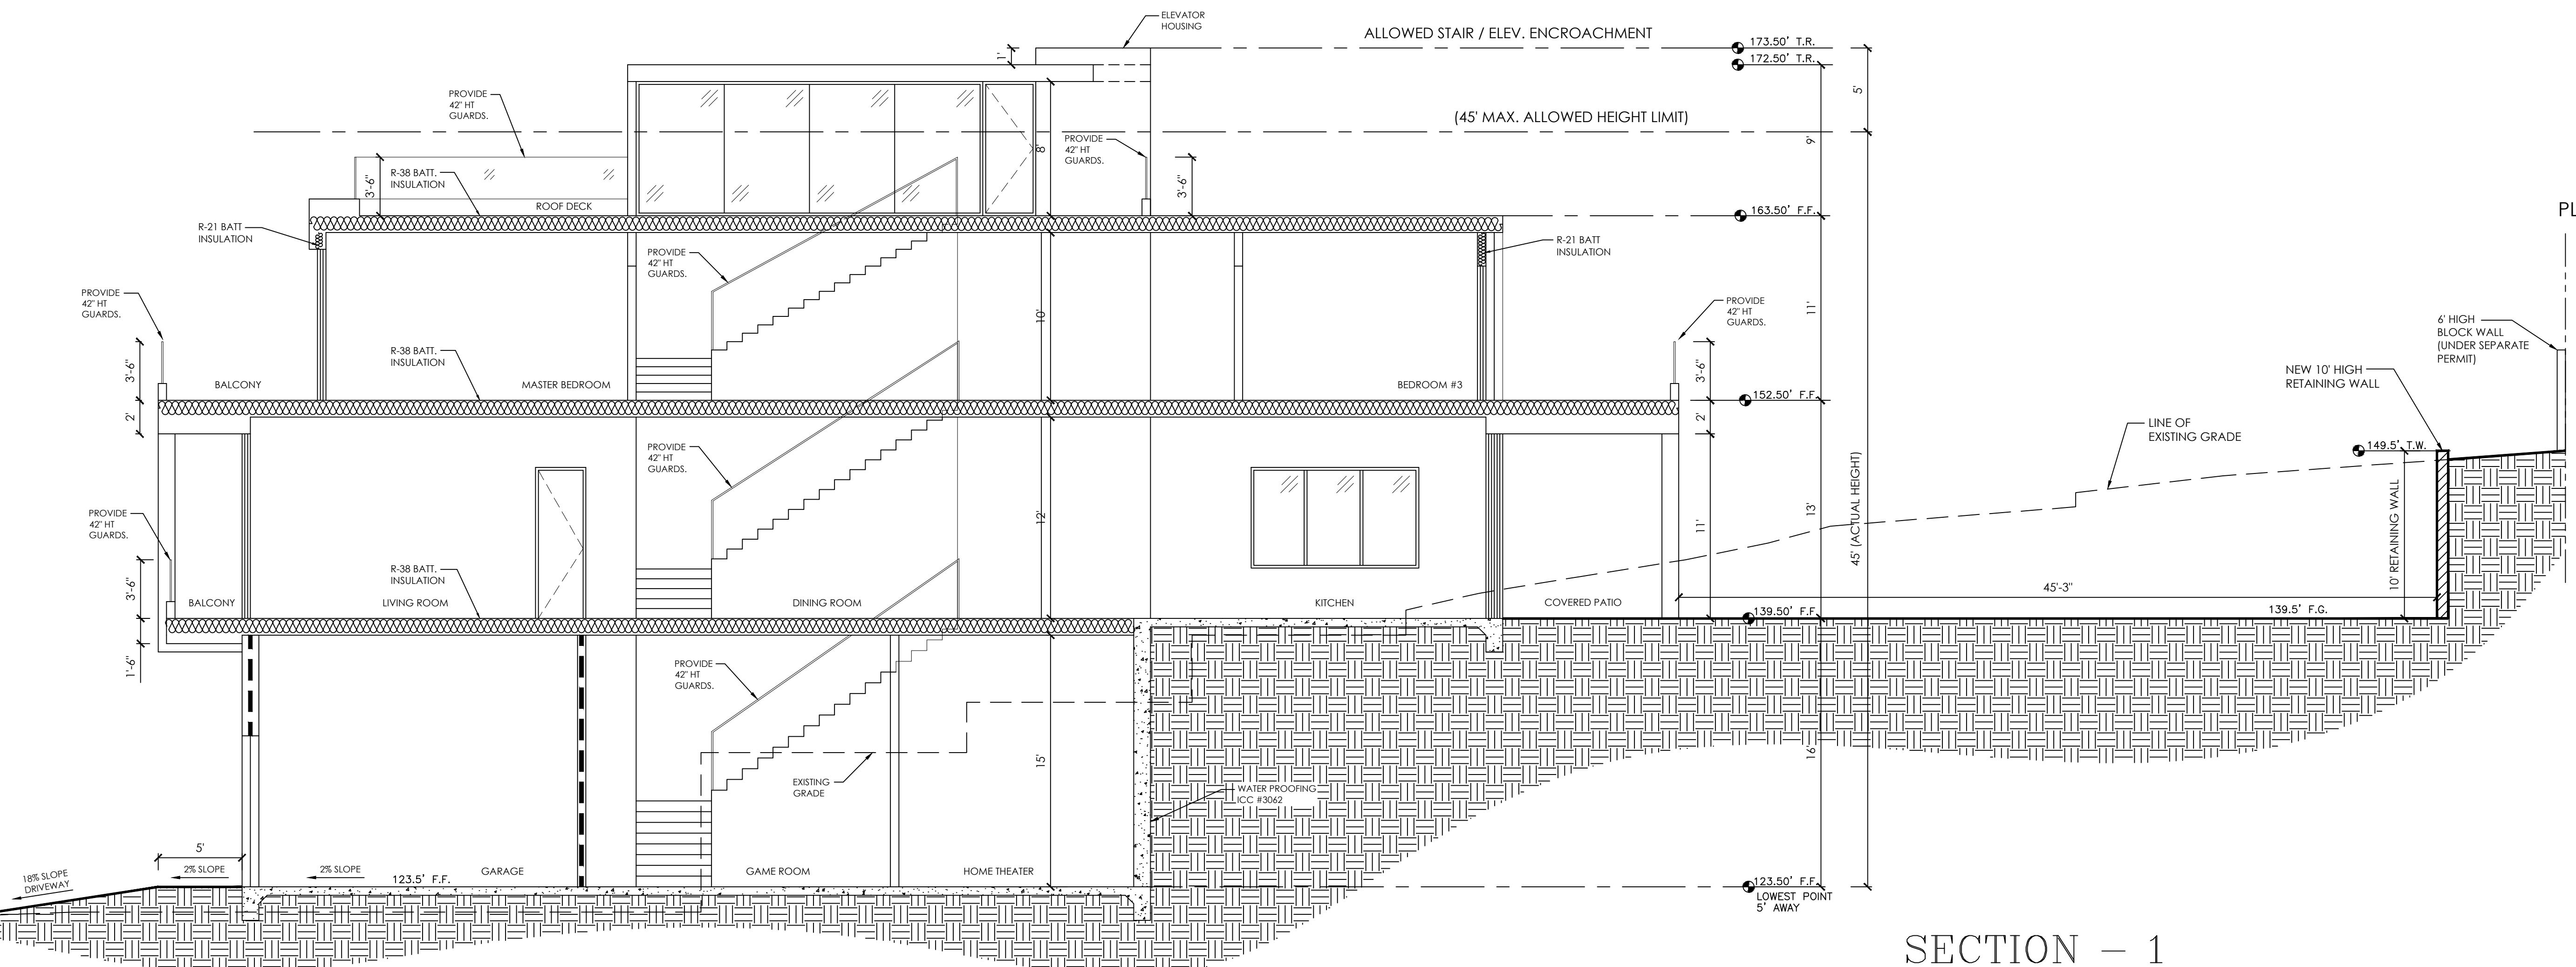 ELEVATOR
HOUSING
ALLOWED STAIR / ELEV. ENCROACHMENT
173.50' T.R.
172.50' T.R.
1'
5'
PROVIDE
42" HT
GUARDS.
(45' MAX. ALLOWED HEIGHT LIMIT)
PROVIDE
42" HT
GUARDS.
8'
9'
R-38 BATT.
INSULATION
3'-6"
3'-6"
ROOF DECK
163.50' F.F.
PL
R-21 BATT
INSULATION
PROVIDE
42" HT
GUARDS.
R-21 BATT
INSULATION
PROVIDE
42" HT
GUARDS.
10'
11'
PROVIDE
42" HT
GUARDS.
6' HIGH
BLOCK WALL
(UNDER SEPARATE
PERMIT)
3'-6"
R-38 BATT.
INSULATION
3'-6"
NEW 10' HIGH
RETAINING WALL
BALCONY
MASTER BEDROOM
BEDROOM #3
152.50' F.F.
2'
2'
LINE OF
EXISTING GRADE
PROVIDE
42" HT
GUARDS.
149.5' T.W.
PROVIDE
42" HT
GUARDS.
12'
11'
13'
45' (ACTUAL HEIGHT)
10' RETAINING WALL
3'-6"
R-38 BATT.
INSULATION
45'-3"
BALCONY
LIVING ROOM
DINING ROOM
KITCHEN
COVERED PATIO
139.50' F.F.
139.5' F.G.
1'-6"
PROVIDE
42" HT
GUARDS.
15'
16'
EXISTING
GRADE
WATER PROOFING
ICC #3062
5'
18% SLOPE
DRIVEWAY
2% SLOPE
2% SLOPE
123.5' F.F.
GARAGE
GAME ROOM
HOME THEATER
123.50' F.F.
LOWEST POINT
5' AWAY
SECTION - 1